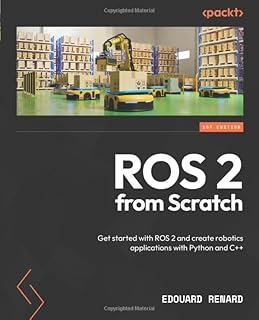 <packt>
1ST EDITION
ROS 2
from Scratch
Get started with ROS 2 and create robotics
applications with Python and C++
EDOUARD RENARD